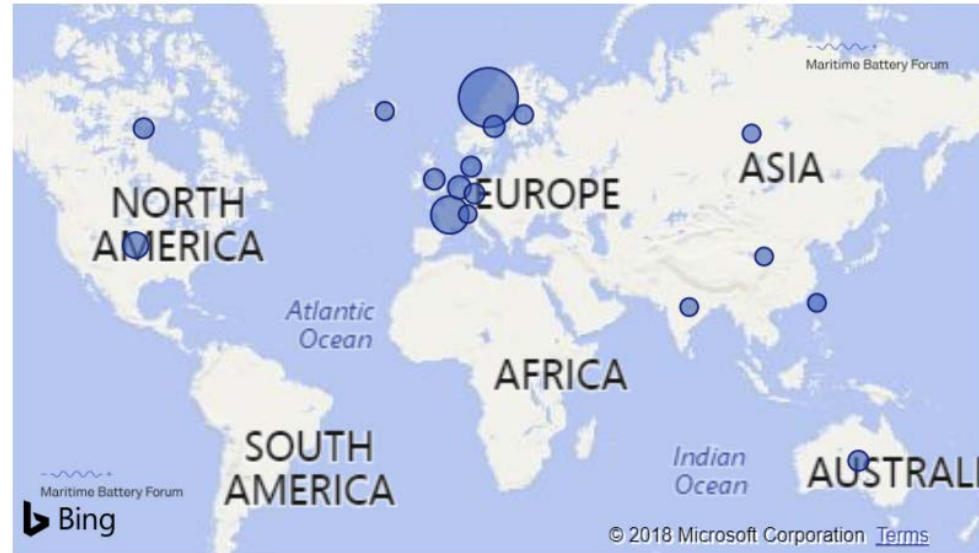 Maritime Battery Forum
ASIA
NORTH
AMERICA
EUROPE
Atlantic
Ocean
AFRICA
SOUTH
AMERICA
Indian
Ocean
AUSTRALI
Maritime Battery Forum
Bing
© 2018 Microsoft Corporation Terms